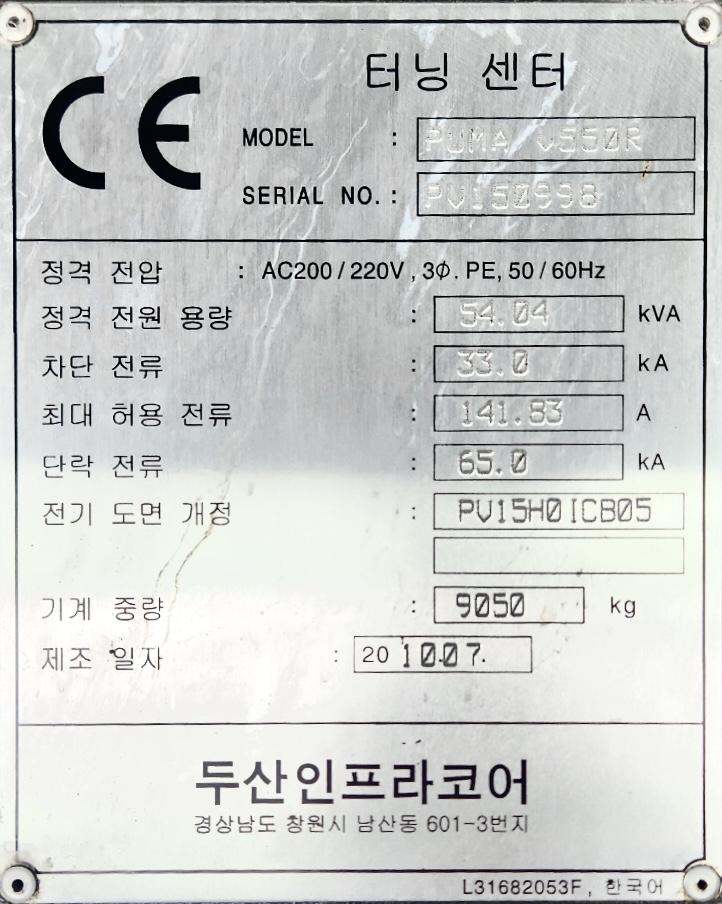 CE
터닝 센터
MODEL : PUMA V550R
SERIAL NO. : PV150998
정격 전압 : AC200 / 220V , 3Φ. PE, 50 / 60Hz
정격 전원 용량 : 54.04 kVA
차단 전류 : 33.0 kA
최대 허용 전류 : 141.83 A
단락 전류 : 65.0 kA
전기 도면 개정 : PV15H0ICB05
기계 중량 : 9050 kg
제조 일자 : 20 10.07.
두산인프라코어
경상남도 창원시 남산동 601-3번지
L31682053F, 한국어